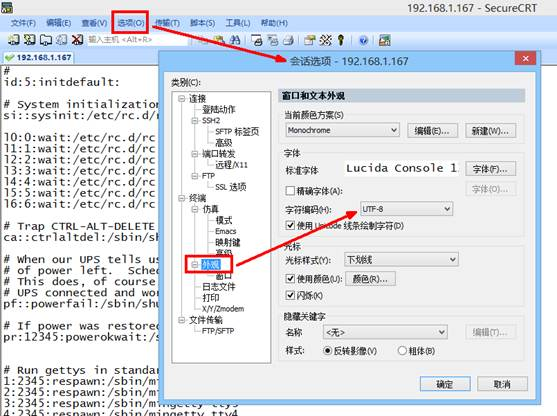 192.168.1.167 - SecureCRT
文件(F) 编辑(E) 查看(V) 选项(O) 传输(T) 脚本(S) 工具(L) 帮助(H)
输入主机 <Alt+R>
192.168.1.167
#
id:5:initdefault:
# System initialization
si::sysinit:/etc/rc.d/r
l0:0:wait:/etc/rc.d/rc
l1:1:wait:/etc/rc.d/rc
l2:2:wait:/etc/rc.d/rc
l3:3:wait:/etc/rc.d/rc
l4:4:wait:/etc/rc.d/rc
l5:5:wait:/etc/rc.d/rc
l6:6:wait:/etc/rc.d/rc
# Trap CTRL-ALT-DELETE
ca::ctrlaltdel:/sbin/sh
# When our UPS tells us
# of power left. Sched
# This does, of course
# UPS connected and wor
pf::powerfail:/sbin/shu
# If power was restored
pr:12345:powerokwait:/s
# Run gettys in standar
1:2345:respawn:/sbin/mi
2:2345:respawn:/sbin/mi
3:2345:respawn:/sbin/mingetty tty3
4:2345:respawn:/sbin/mingetty tty4
会话选项 - 192.168.1.167
类别(C):
连接
登陆动作
SSH2
SFTP 标签页
高级
端口转发
远程/X11
FTP
SSL 选项
终端
仿真
模式
Emacs
映射键
高级
外观
窗口
日志文件
打印
X/Y/Zmodem
文件传输
FTP/SFTP
窗口和文本外观
当前颜色方案(S)
Monochrome 编辑(E)... 新建(W)...
字体
标准字体 Lucida Console 1 字体(F)...
精确字体(A): 字体(O)...
字符编码(H): UTF-8
使用 Unicode 线条绘制字符(D)
光标
光标样式(Y): 下划线
使用颜色(U): 颜色(R)...
闪烁(K)
隐藏关键字
名称 <无> 编辑(T)...
样式: 反转影像(V) 粗体(B)
确定 取消